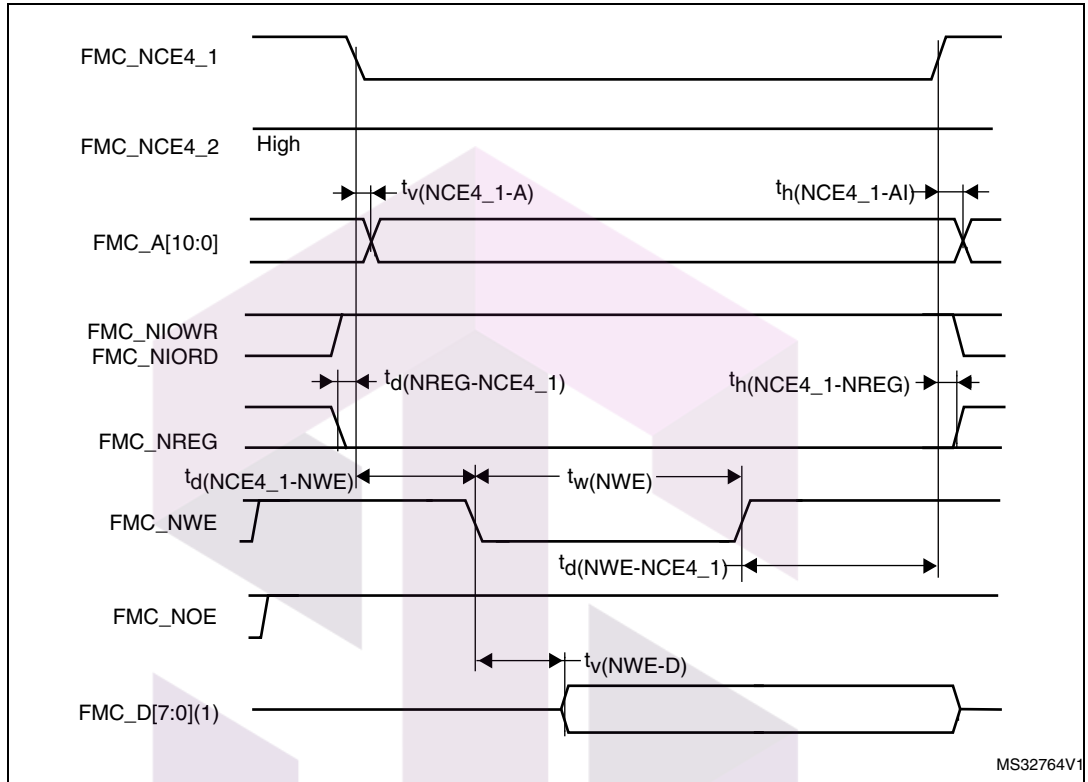 FMC_NCE4_1
FMC_NCE4_2 High
tv(NCE4_1-A) th(NCE4_1-AI)
FMC_A[10:0]
FMC_NIOWR
FMC_NIORD
td(NREG-NCE4_1) th(NCE4_1-NREG)
FMC_NREG
td(NCE4_1-NWE) tw(NWE)
FMC_NWE
td(NWE-NCE4_1)
FMC_NOE
tv(NWE-D)
FMC_D[7:0](1)
MS32764V1